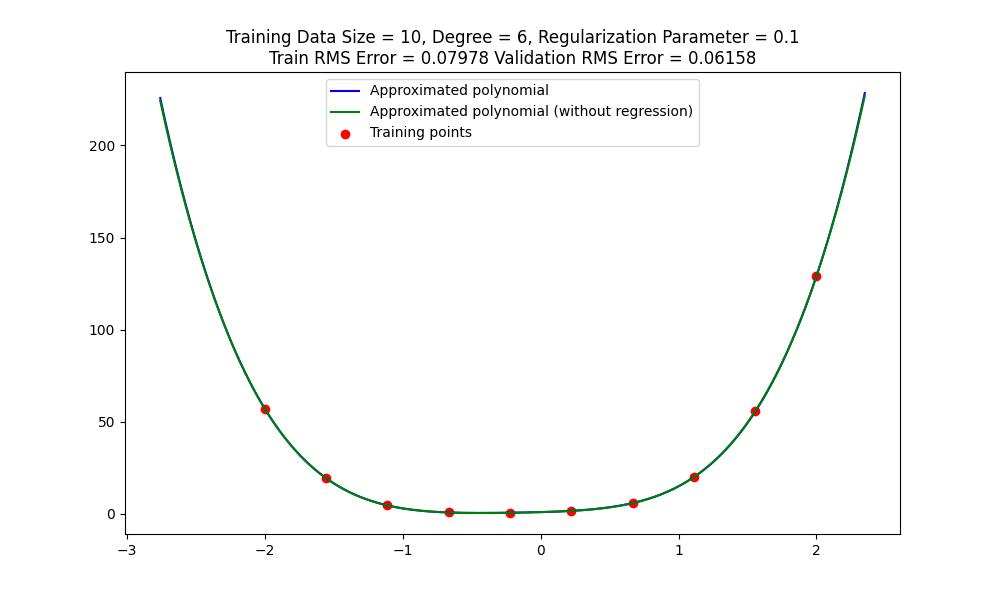 Training Data Size = 10, Degree = 6, Regularization Parameter = 0.1
Train RMS Error = 0.07978 Validation RMS Error = 0.06158
Approximated polynomial
Approximated polynomial (without regression)
Training points
200
150
100
50
0
−3
−2
−1
0
1
2